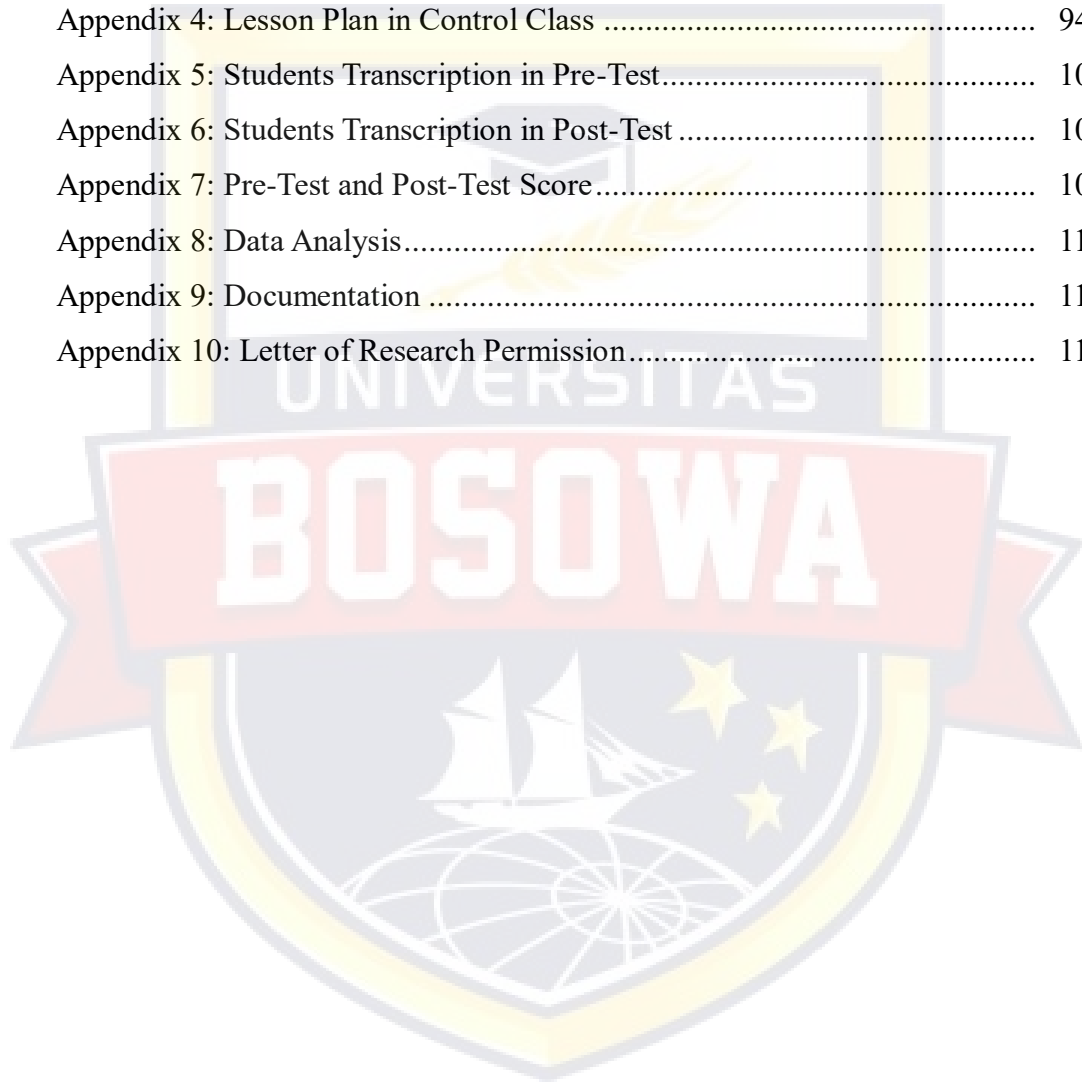 Appendix 4: Lesson Plan in Control Class ........................................................ 94
Appendix 5: Students Transcription in Pre-Test................................................ 10
Appendix 6: Students Transcription in Post-Test .............................................. 10
Appendix 7: Pre-Test and Post-Test Score......................................................... 10
Appendix 8: Data Analysis................................................................................. 11
Appendix 9: Documentation .............................................................................. 11
Appendix 10: Letter of Research Permission..................................................... 11
UNIVERSITAS
BOSOWA